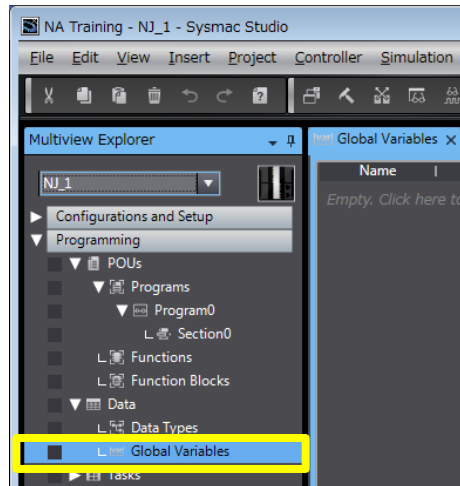 NA Training - NJ_1 - Sysmac Studio
File Edit View Insert Project Controller Simulation
Multiview Explorer
Global Variables
NJ_1
Name
Empty. Click here to
Configurations and Setup
Programming
POUs
Programs
Program0
Section0
Functions
Function Blocks
Data
Data Types
Global Variables
Tasks